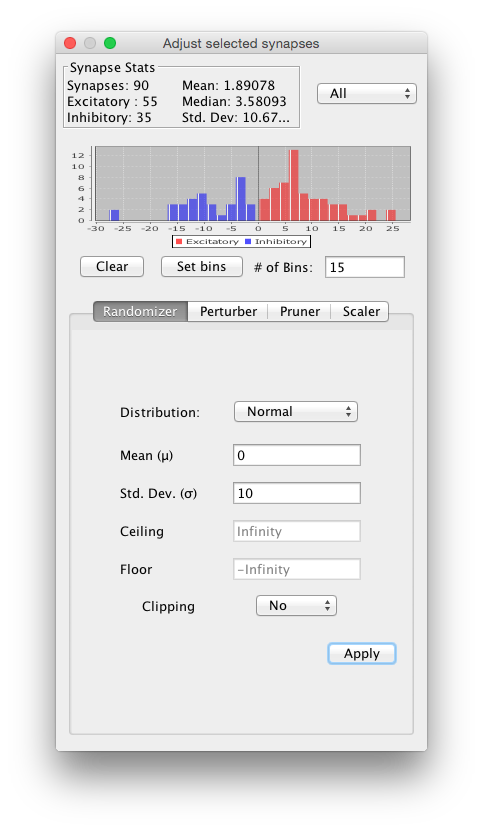 Adjust selected synapses
Synapse Stats
Synapses: 90 Mean: 1.89078
Excitatory : 55 Median: 3.58093
Inhibitory: 35 Std. Dev: 10.67...
All
12
10
8
6
4
2
0
-30 -25 -20 -15 -10 -5 0 5 10 15 20 25
Excitatory Inhibitory
Clear Set bins # of Bins: 15
Randomizer Perturber Pruner Scaler
Distribution: Normal
Mean (μ) 0
Std. Dev. (σ) 10
Ceiling Infinity
Floor -Infinity
Clipping No
Apply